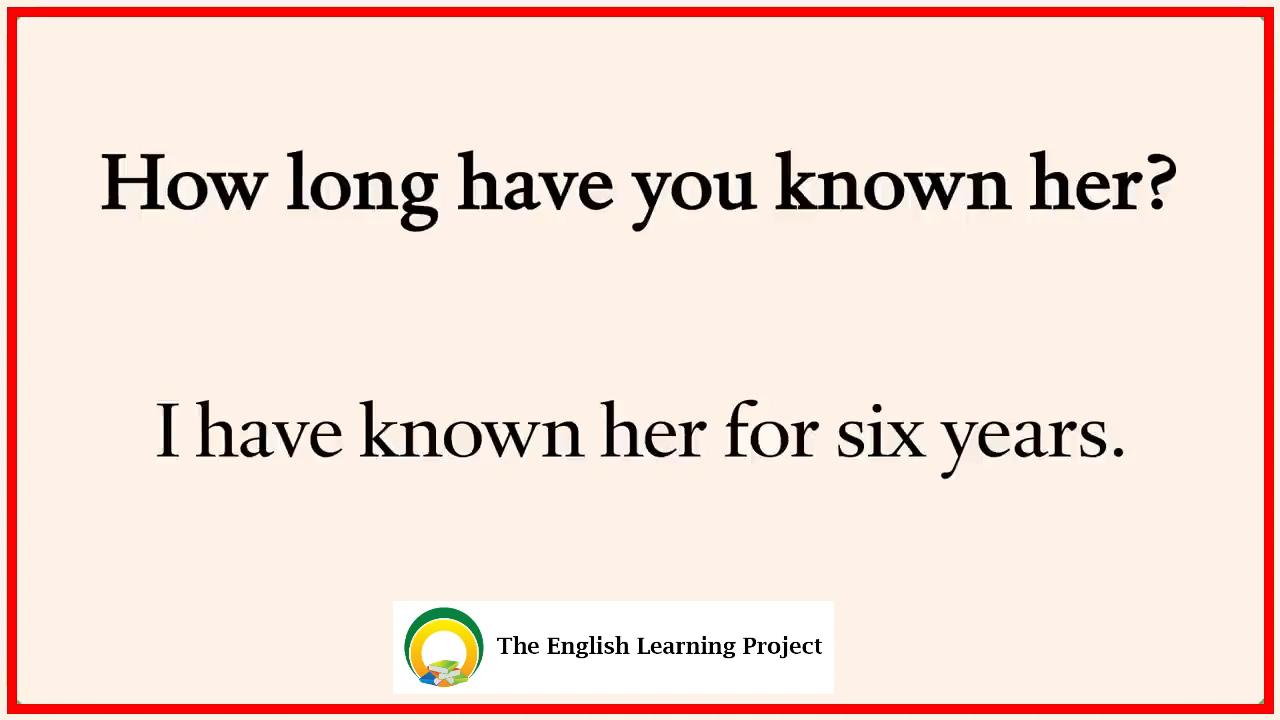 How long have you known her?
I have known her for six years.
The English Learning Project